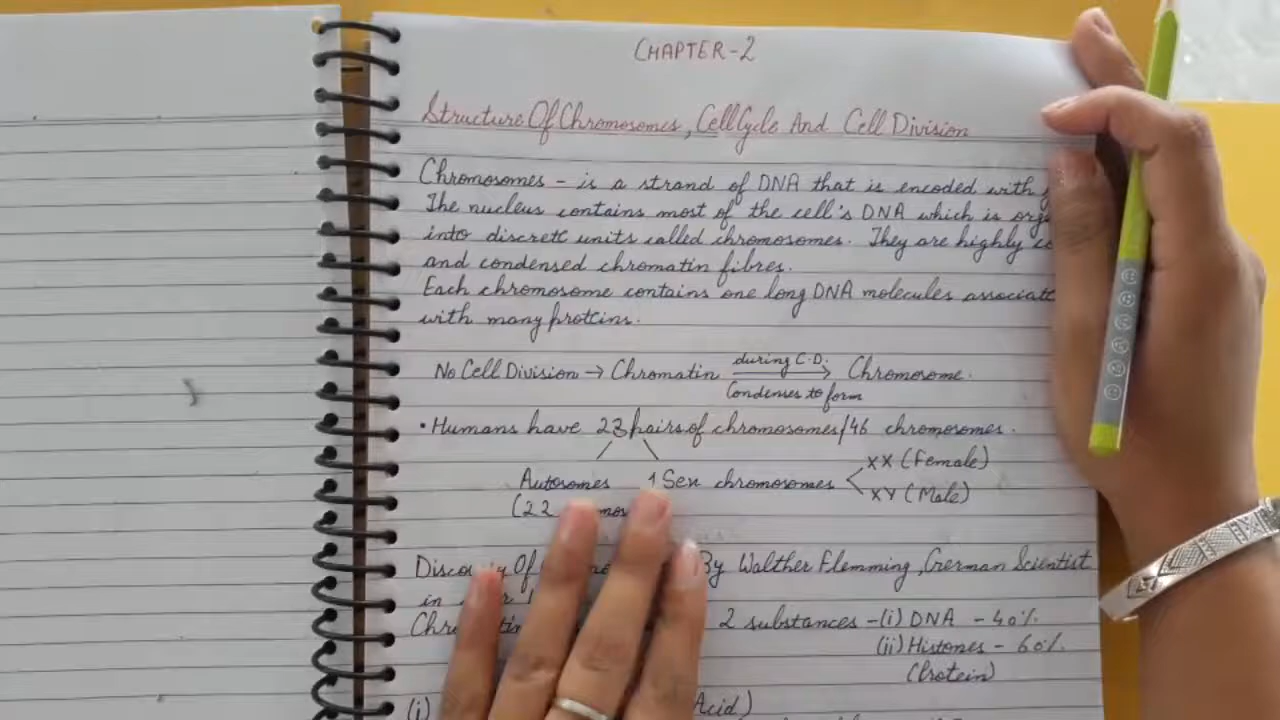 CHAPTER-2
Structure Of Chromosomes, Cell Cycle And Cell Division
Chromosomes - is a strand of DNA that is encoded with
The nucleus contains most of the cell's DNA which is
into discrete units called chromosomes. They are highly
and condensed chromatin fibres.
Each chromosome contains one long DNA molecules
with many proteins.
No Cell Division → Chromatin during C.D. Condenses to form → Chromosome.
• Humans have 23 pairs of chromosomes/46 chromosomes.
Autosomes 1 Sex chromosomes XX (Female)
XY (Male)
(22
By Walther Flemming, German Scientist
in
2 substances - (i) DNA - 40%
(ii) Histones - 60%
(Protein)
(i) Acid)